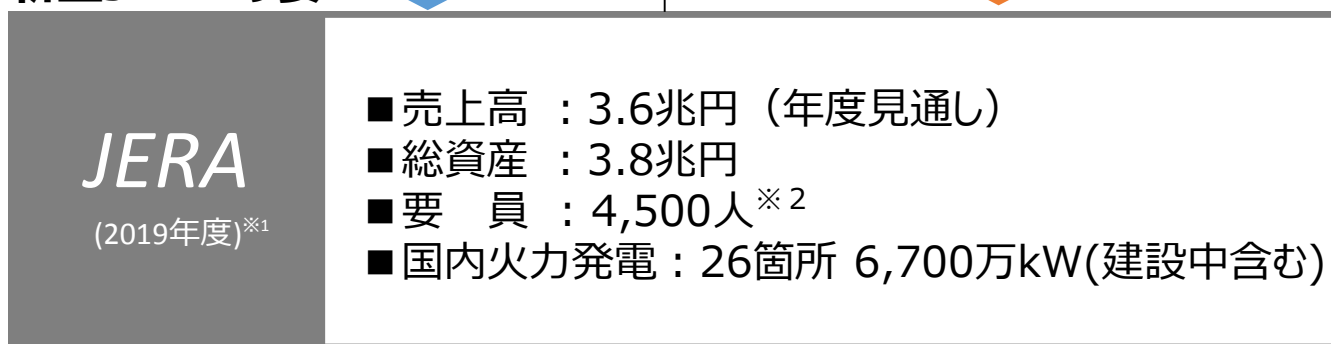 JERA
(2019年度)※1
■売上高 ：3.6兆円（年度見通し）
■総資産 ：3.8兆円
■要　員 ：4,500人※２
■国内火力発電：26箇所 6,700万kW(建設中含む)